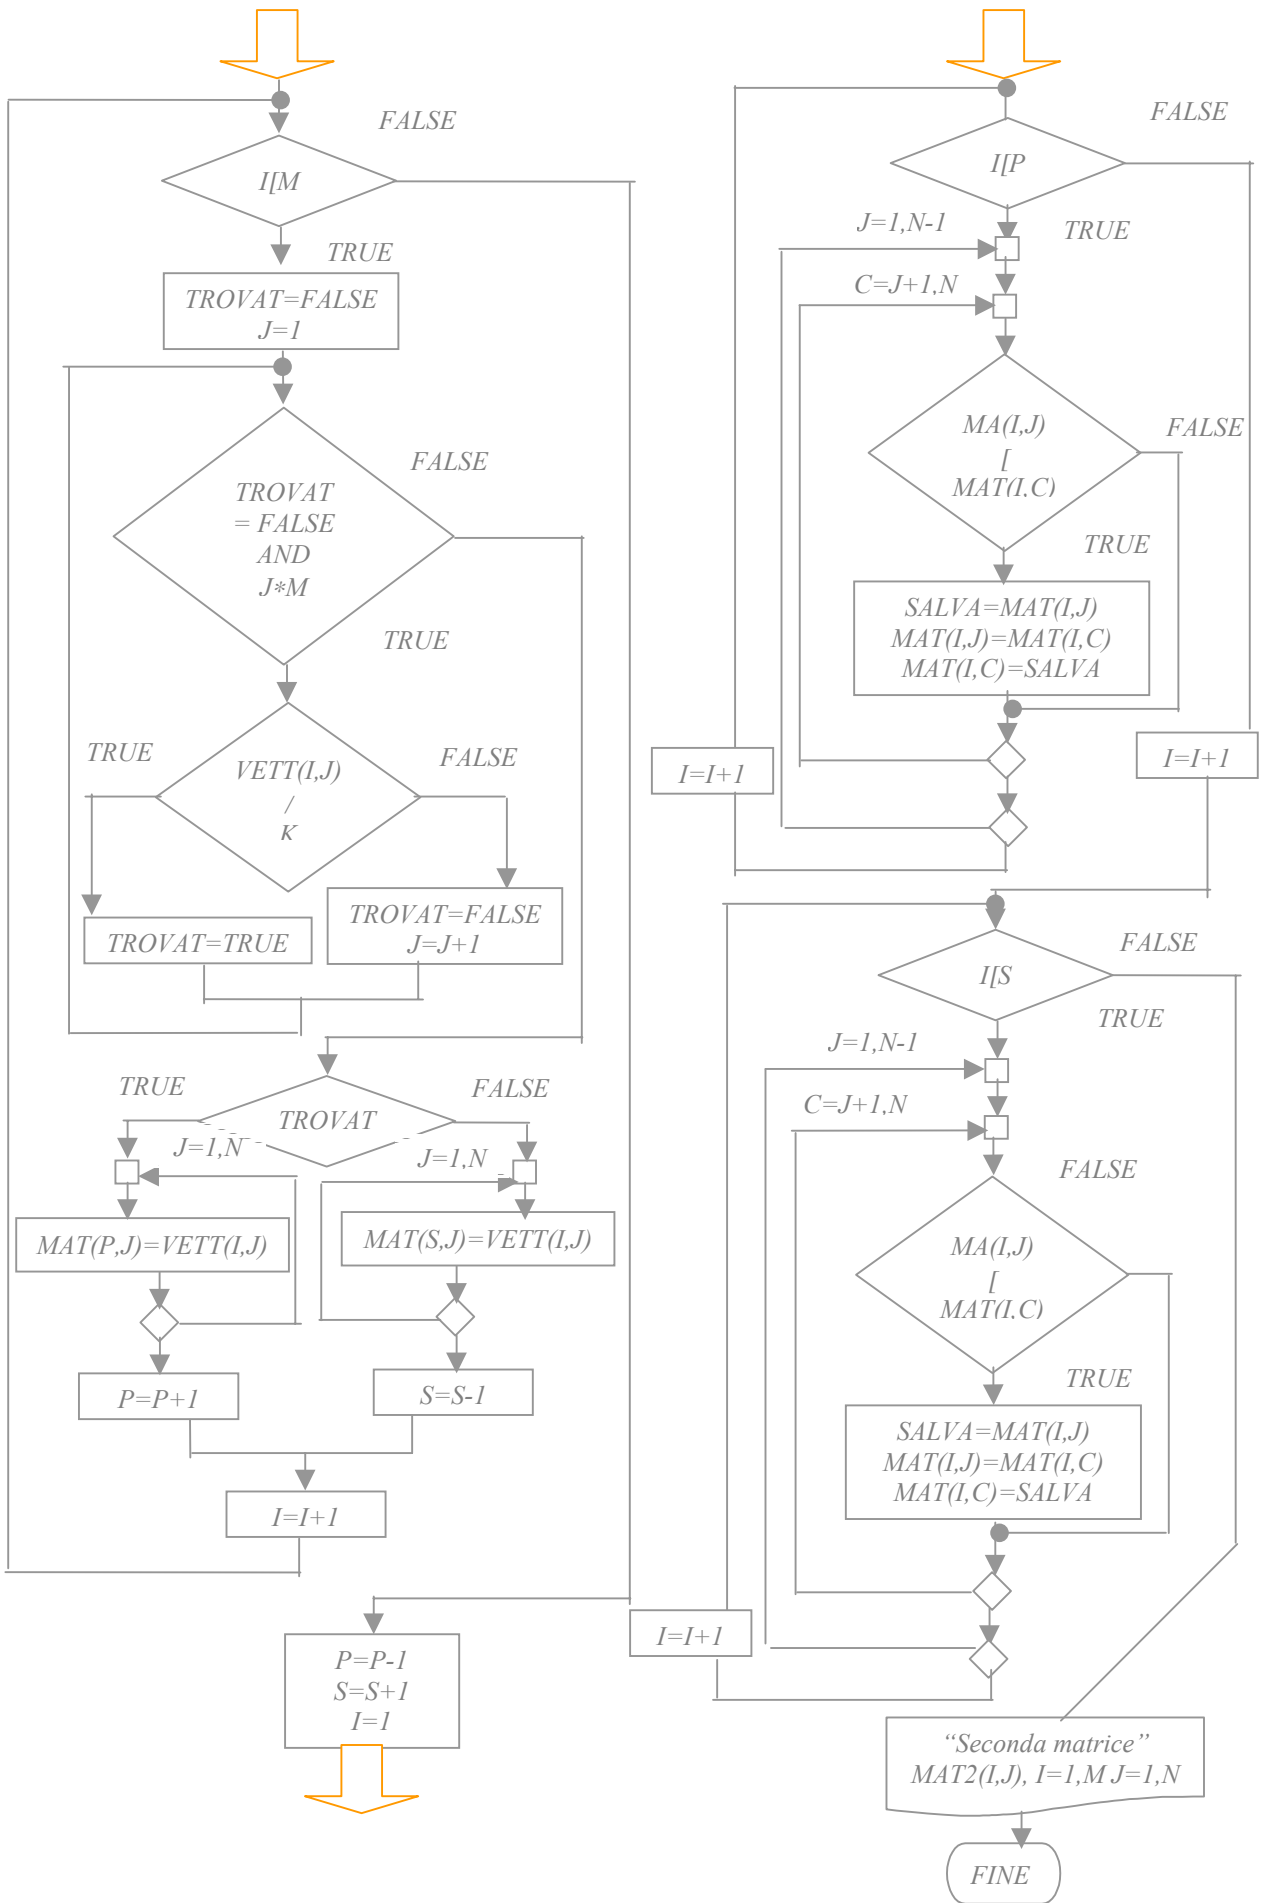 FALSE
I[M
TRUE
TROVAT=FALSE
J=1
FALSE
TROVAT
= FALSE
AND
J*M
TRUE
TRUE
FALSE
VETT(I,J)
/
K
TROVAT=TRUE
TROVAT=FALSE
J=J+1
TRUE
FALSE
TROVAT
J=1,N
J=1,N
MAT(P,J)=VETT(I,J)
MAT(S,J)=VETT(I,J)
P=P+1
S=S-1
I=I+1
P=P-1
S=S+1
I=1
FALSE
I[P
TRUE
J=1,N-1
C=J+1,N
MA(I,J)
[
MAT(I,C)
FALSE
TRUE
SALVA=MAT(I,J)
MAT(I,J)=MAT(I,C)
MAT(I,C)=SALVA
I=I+1
I=I+1
FALSE
I[S
TRUE
J=1,N-1
C=J+1,N
FALSE
MA(I,J)
[
MAT(I,C)
TRUE
SALVA=MAT(I,J)
MAT(I,J)=MAT(I,C)
MAT(I,C)=SALVA
I=I+1
“Seconda matrice”
MAT2(I,J), I=1,M J=1,N
FINE